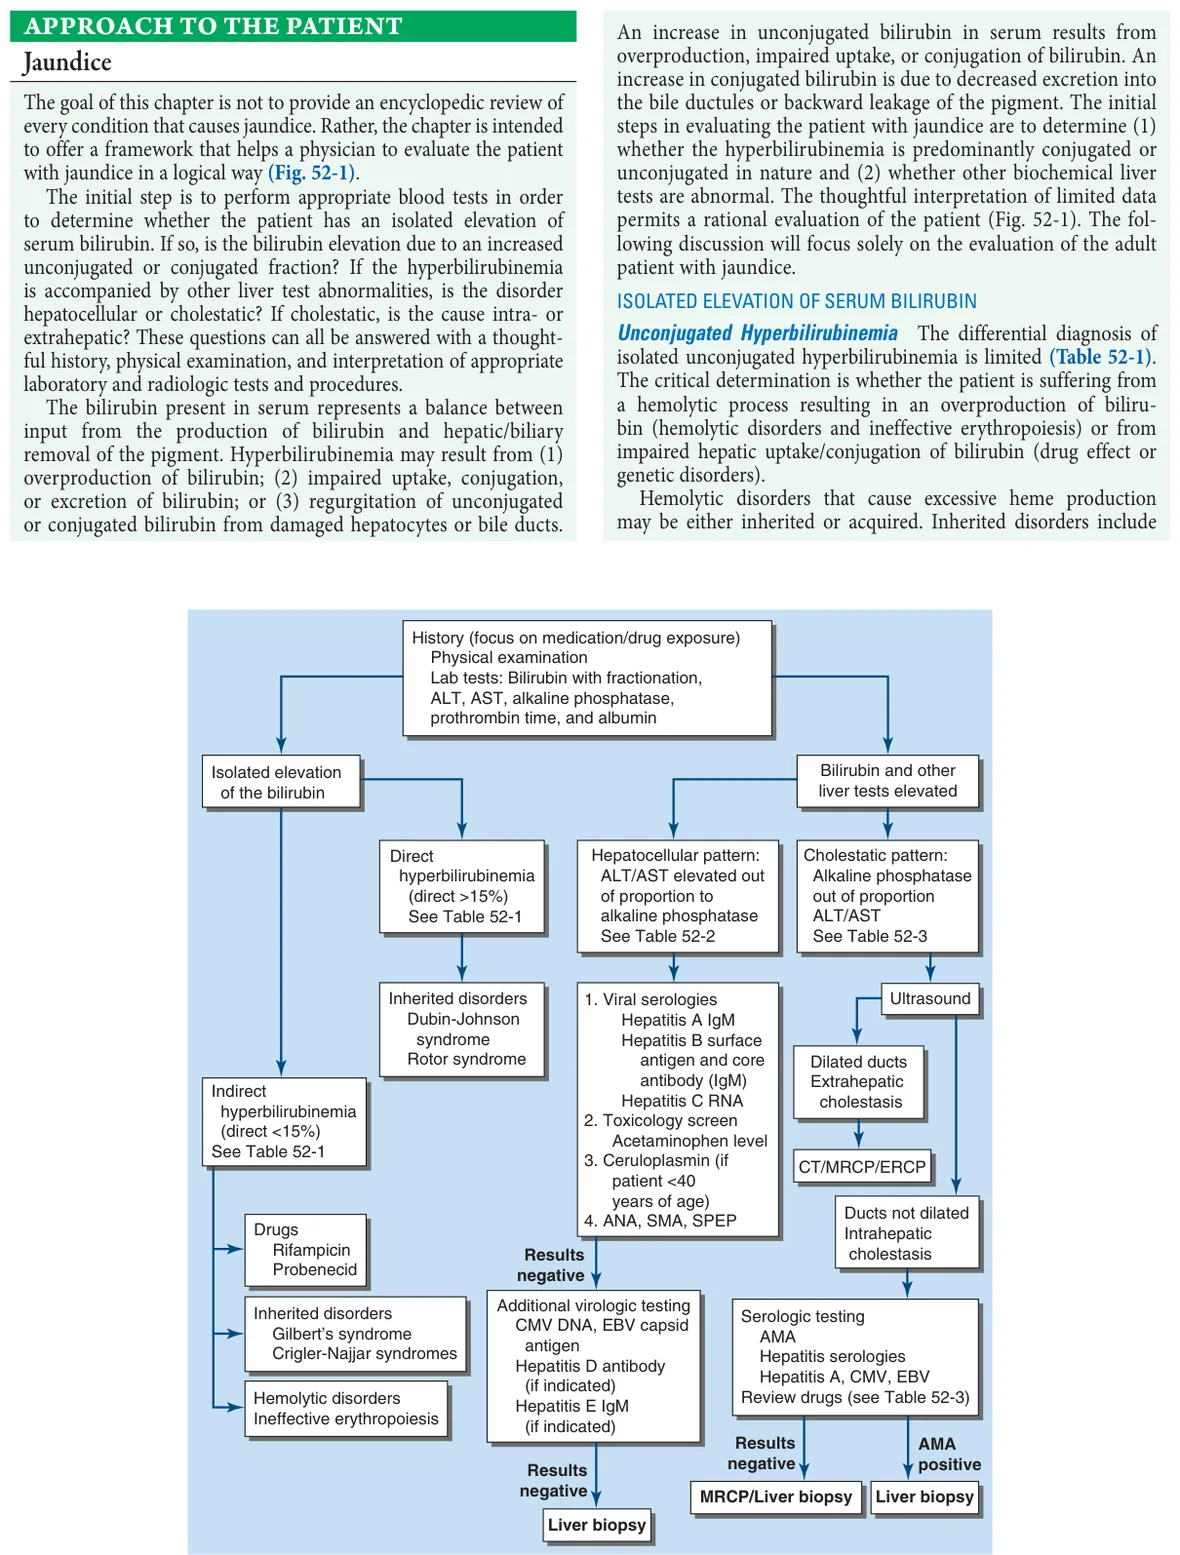 APPROACH TO THE PATIENT
Jaundice
The goal of this chapter is not to provide an encyclopedic review of
every condition that causes jaundice. Rather, the chapter is intended
to offer a framework that helps a physician to evaluate the patient
with jaundice in a logical way (Fig. 52-1).
The initial step is to perform appropriate blood tests in order
to determine whether the patient has an isolated elevation of
serum bilirubin. If so, is the bilirubin elevation due to an increased
unconjugated or conjugated fraction? If the hyperbilirubinemia
is accompanied by other liver test abnormalities, is the disorder
hepatocellular or cholestatic? If cholestatic, is the cause intra- or
extrahepatic? These questions can all be answered with a thought-
ful history, physical examination, and interpretation of appropriate
laboratory and radiologic tests and procedures.
The bilirubin present in serum represents a balance between
input from the production of bilirubin and hepatic/biliary
removal of the pigment. Hyperbilirubinemia may result from (1)
overproduction of bilirubin; (2) impaired uptake, conjugation,
or excretion of bilirubin; or (3) regurgitation of unconjugated
or conjugated bilirubin from damaged hepatocytes or bile ducts.
An increase in unconjugated bilirubin in serum results from
overproduction, impaired uptake, or conjugation of bilirubin. An
increase in conjugated bilirubin is due to decreased excretion into
the bile ductules or backward leakage of the pigment. The initial
steps in evaluating the patient with jaundice are to determine (1)
whether the hyperbilirubinemia is predominantly conjugated or
unconjugated in nature and (2) whether other biochemical liver
tests are abnormal. The thoughtful interpretation of limited data
permits a rational evaluation of the patient (Fig. 52-1). The fol-
lowing discussion will focus solely on the evaluation of the adult
patient with jaundice.
ISOLATED ELEVATION OF SERUM BILIRUBIN
Unconjugated Hyperbilirubinemia The differential diagnosis of
isolated unconjugated hyperbilirubinemia is limited (Table 52-1).
The critical determination is whether the patient is suffering from
a hemolytic process resulting in an overproduction of biliru-
bin (hemolytic disorders and ineffective erythropoiesis) or from
impaired hepatic uptake/conjugation of bilirubin (drug effect or
genetic disorders).
Hemolytic disorders that cause excessive heme production
may be either inherited or acquired. Inherited disorders include
History (focus on medication/drug exposure)
Physical examination
Lab tests: Bilirubin with fractionation,
ALT, AST, alkaline phosphatase,
prothrombin time, and albumin
Isolated elevation
of the bilirubin
Bilirubin and other
liver tests elevated
Direct
hyperbilirubinemia
(direct >15%)
See Table 52-1
Hepatocellular pattern:
ALT/AST elevated out
of proportion to
alkaline phosphatase
See Table 52-2
Cholestatic pattern:
Alkaline phosphatase
out of proportion
ALT/AST
See Table 52-3
Inherited disorders
Dubin-Johnson
syndrome
Rotor syndrome
1. Viral serologies
Hepatitis A IgM
Hepatitis B surface
antigen and core
antibody (IgM)
Hepatitis C RNA
2. Toxicology screen
Acetaminophen level
3. Ceruloplasmin (if
patient <40
years of age)
4. ANA, SMA, SPEP
Ultrasound
Dilated ducts
Extrahepatic
cholestasis
CT/MRCP/ERCP
Ducts not dilated
Intrahepatic
cholestasis
Indirect
hyperbilirubinemia
(direct <15%)
See Table 52-1
Drugs
Rifampicin
Probenecid
Inherited disorders
Gilbert's syndrome
Crigler-Najjar syndromes
Hemolytic disorders
Ineffective erythropoiesis
Results
negative
Additional virologic testing
CMV DNA, EBV capsid
antigen
Hepatitis D antibody
(if indicated)
Hepatitis E IgM
(if indicated)
Results
negative
Liver biopsy
Serologic testing
AMA
Hepatitis serologies
Hepatitis A, CMV, EBV
Review drugs (see Table 52-3)
Results
negative
AMA
positive
MRCP/Liver biopsy
Liver biopsy